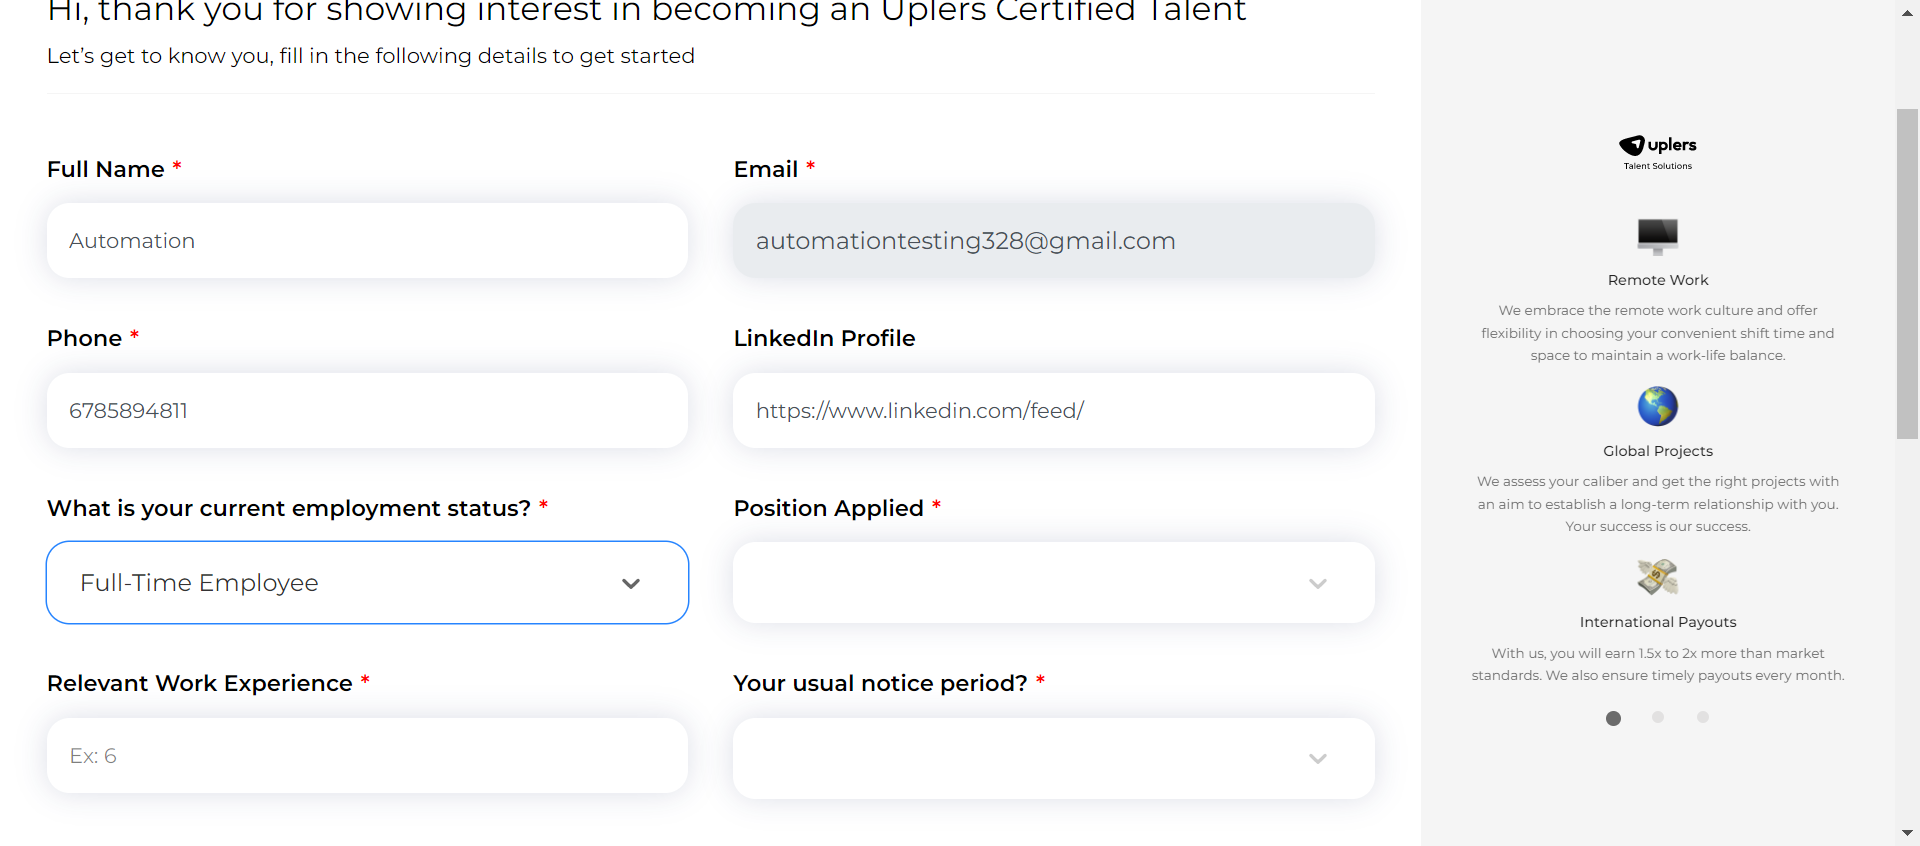 Hi, thank you for showing interest in becoming an Uplers Certified Talent
Let’s get to know you, fill in the following details to get started
Full Name *
Automation
Email *
automationtesting328@gmail.com
Phone *
6785894811
LinkedIn Profile
https://www.linkedin.com/feed/
What is your current employment status? *
Full-Time Employee
Position Applied *
Relevant Work Experience *
Ex: 6
Your usual notice period? *
uplers
Talent Solutions
Remote Work
We embrace the remote work culture and offer
flexibility in choosing your convenient shift time and
space to maintain a work-life balance.
Global Projects
We assess your caliber and get the right projects with
an aim to establish a long-term relationship with you.
Your success is our success.
International Payouts
With us, you will earn 1.5x to 2x more than market
standards. We also ensure timely payouts every month.